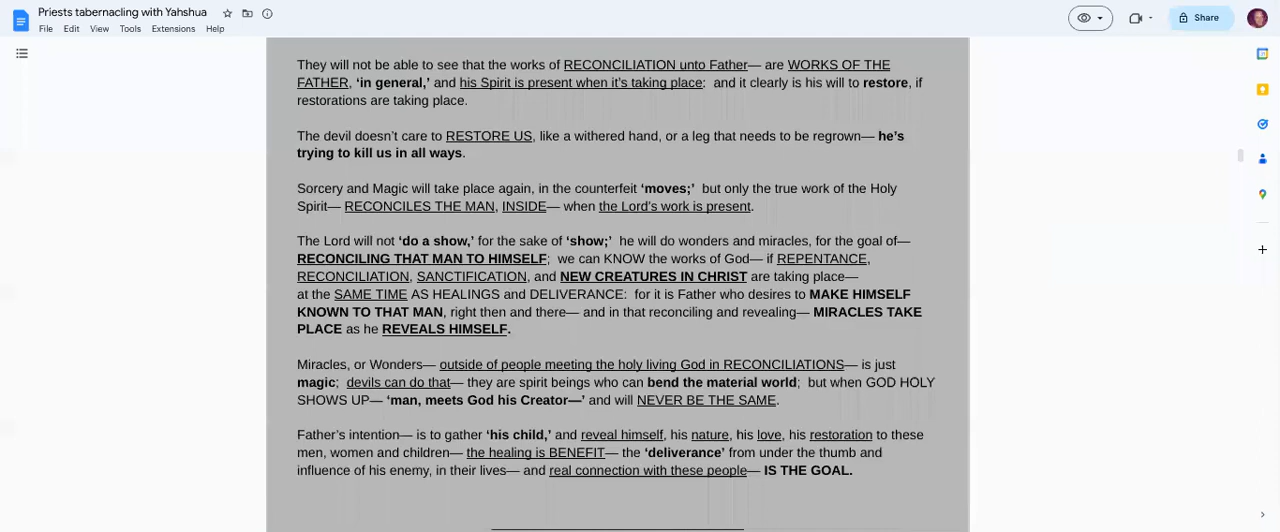 Priests tabernacling with Yahshua
File Edit View Tools Extensions Help
Share
They will not be able to see that the works of RECONCILIATION unto Father— are WORKS OF THE
FATHER, ‘in general,’ and his Spirit is present when it’s taking place:  and it clearly is his will to restore, if
restorations are taking place.
The devil doesn’t care to RESTORE US, like a withered hand, or a leg that needs to be regrown— he’s
trying to kill us in all ways.
Sorcery and Magic will take place again, in the counterfeit ‘moves;’  but only the true work of the Holy
Spirit— RECONCILES THE MAN, INSIDE— when the Lord’s work is present.
The Lord will not ‘do a show,’ for the sake of ‘show;’  he will do wonders and miracles, for the goal of—
RECONCILING THAT MAN TO HIMSELF;  we can KNOW the works of God— if REPENTANCE,
RECONCILIATION, SANCTIFICATION, and NEW CREATURES IN CHRIST are taking place—
at the SAME TIME AS HEALINGS and DELIVERANCE:  for it is Father who desires to MAKE HIMSELF
KNOWN TO THAT MAN, right then and there— and in that reconciling and revealing— MIRACLES TAKE
PLACE as he REVEALS HIMSELF.
Miracles, or Wonders— outside of people meeting the holy living God in RECONCILIATIONS— is just
magic;  devils can do that— they are spirit beings who can bend the material world;  but when GOD HOLY
SHOWS UP— ‘man, meets God his Creator—’ and will NEVER BE THE SAME.
Father’s intention— is to gather ‘his child,’ and reveal himself, his nature, his love, his restoration to these
men, women and children— the healing is BENEFIT— the ‘deliverance’ from under the thumb and
influence of his enemy, in their lives— and real connection with these people— IS THE GOAL.